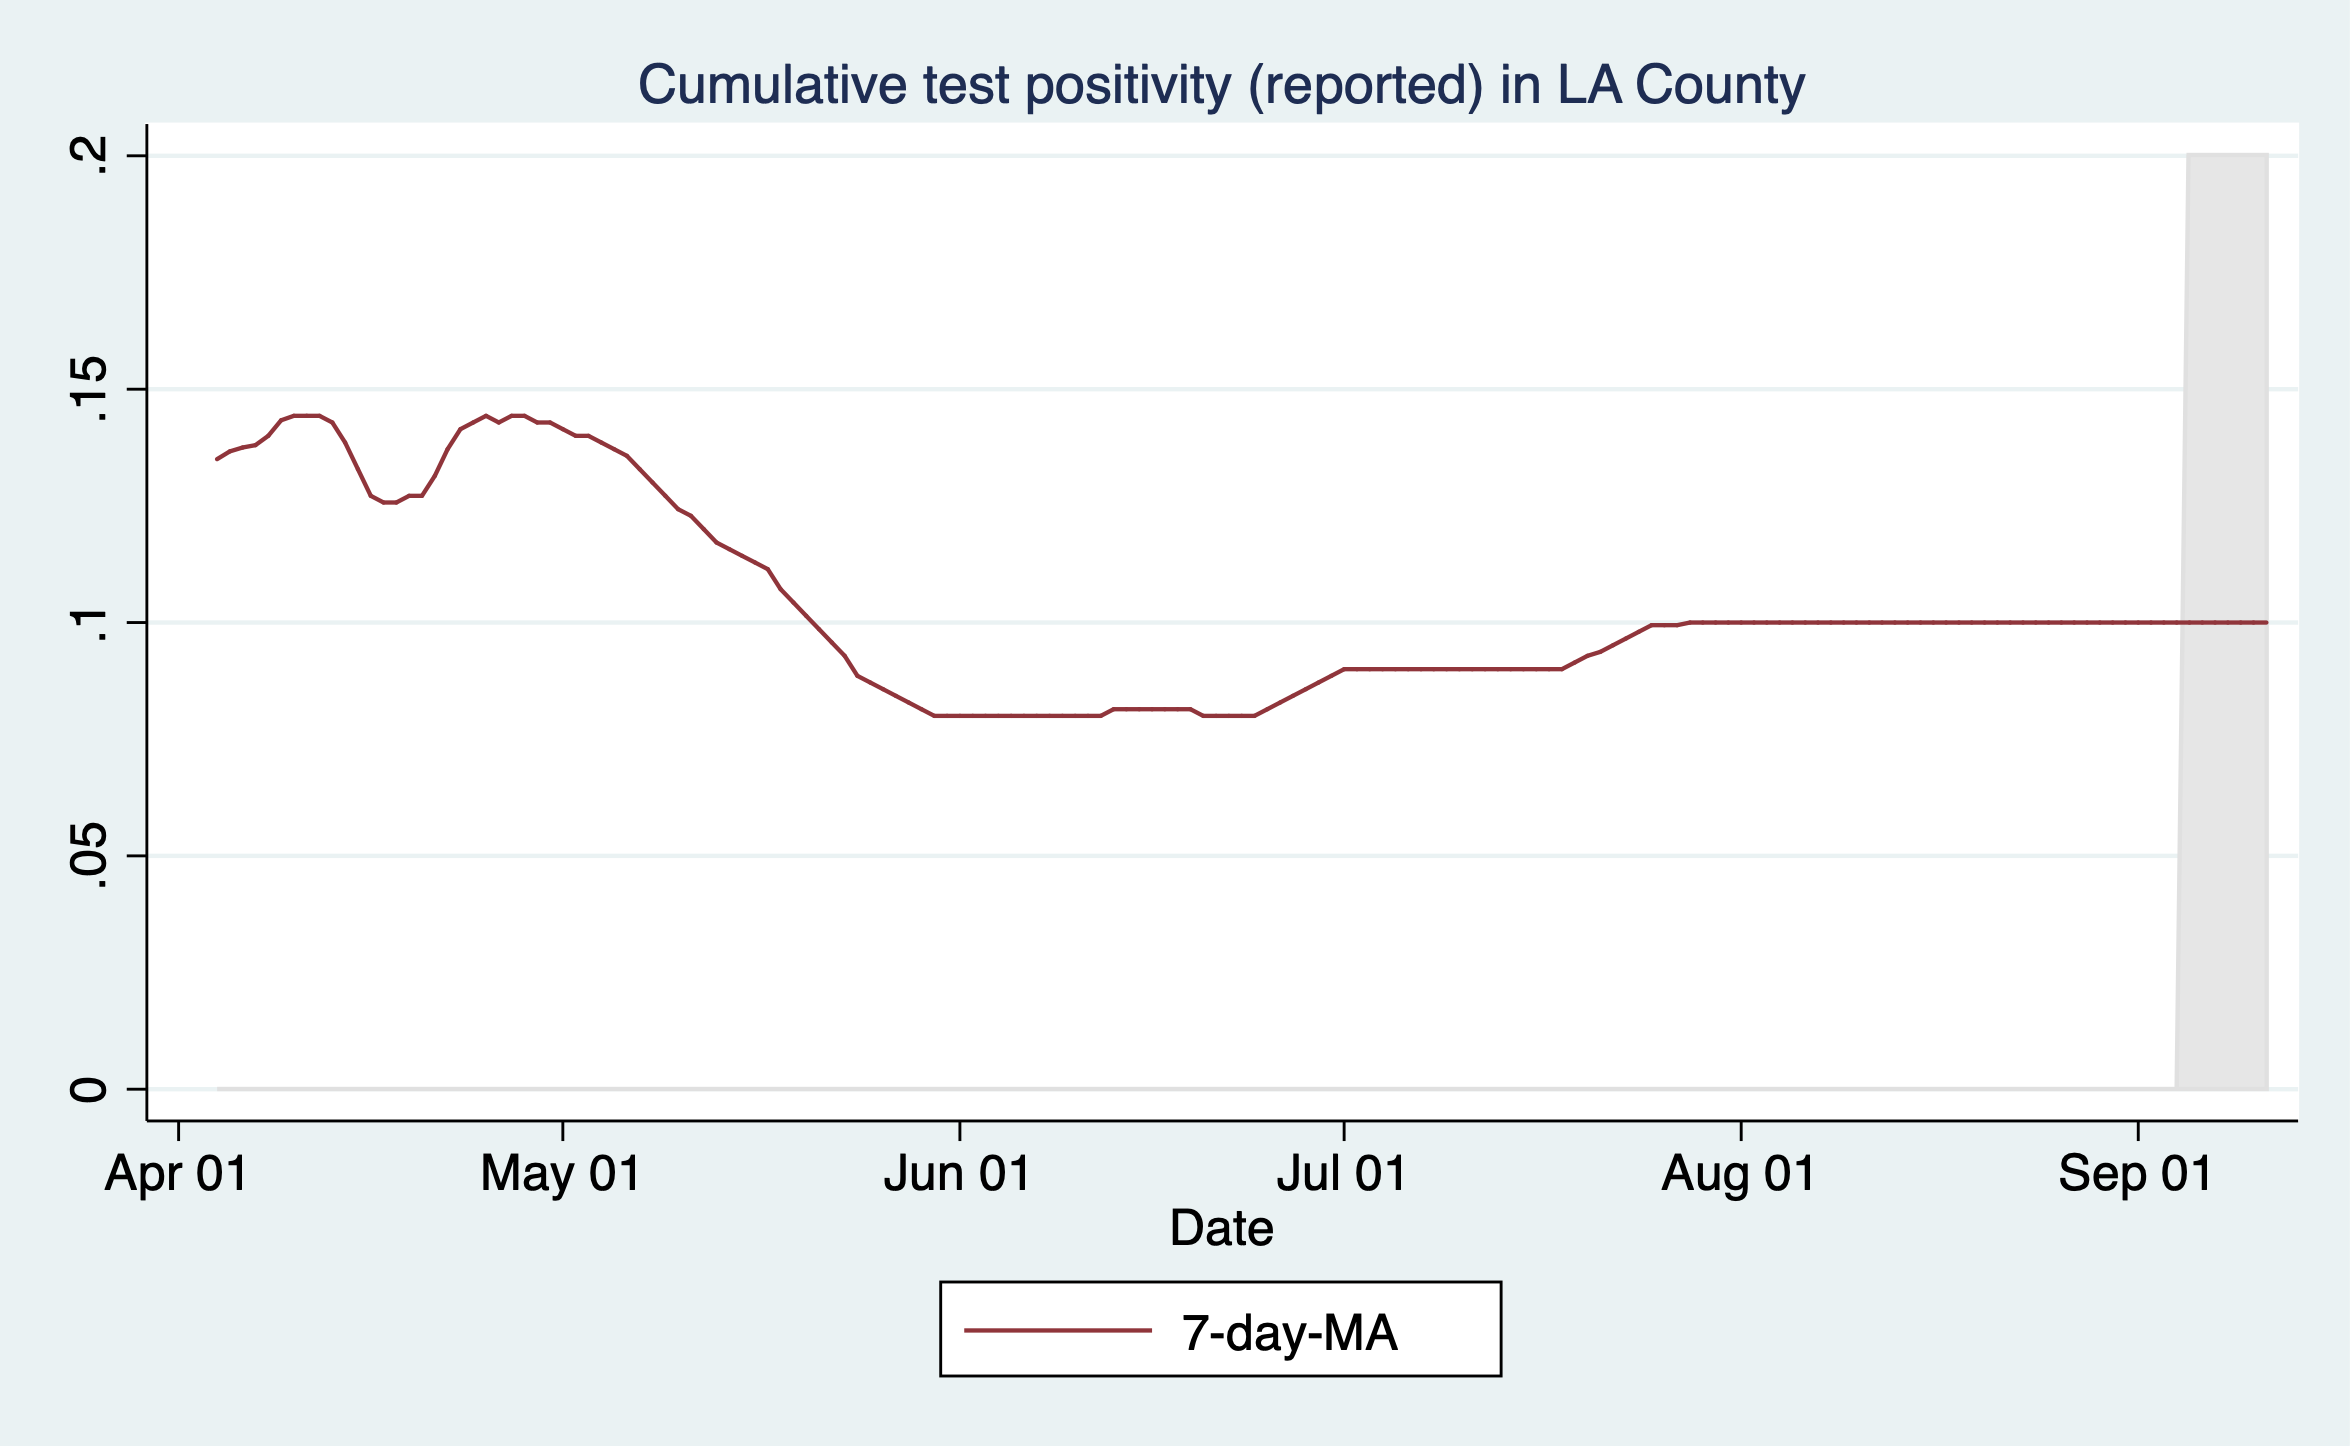 Cumulative test positivity (reported) in LA County
.2
.15
.1
.05
0
Apr 01 May 01 Jun 01 Jul 01 Aug 01 Sep 01
Date
7-day-MA